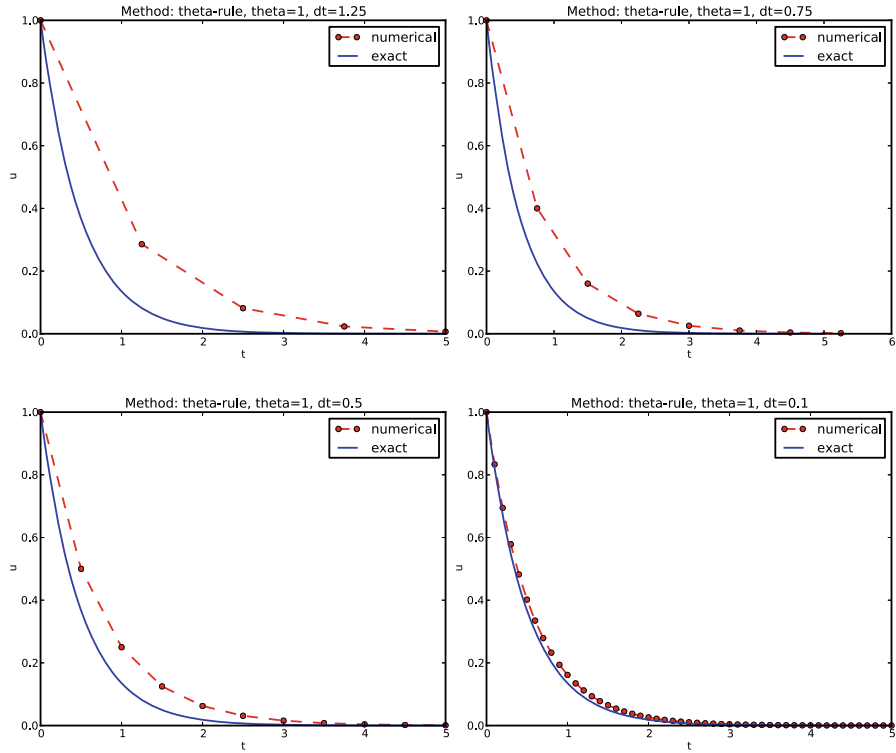 Method: theta-rule, theta=1, dt=1.25
numerical
exact
u
1.0
0.8
0.6
0.4
0.2
0.0
0 1 2 3 4 5
t
Method: theta-rule, theta=1, dt=0.75
numerical
exact
u
1.0
0.8
0.6
0.4
0.2
0.0
0 1 2 3 4 5 6
t
Method: theta-rule, theta=1, dt=0.5
numerical
exact
u
1.0
0.8
0.6
0.4
0.2
0.0
0 1 2 3 4 5
t
Method: theta-rule, theta=1, dt=0.1
numerical
exact
u
1.0
0.8
0.6
0.4
0.2
0.0
0 1 2 3 4 5
t